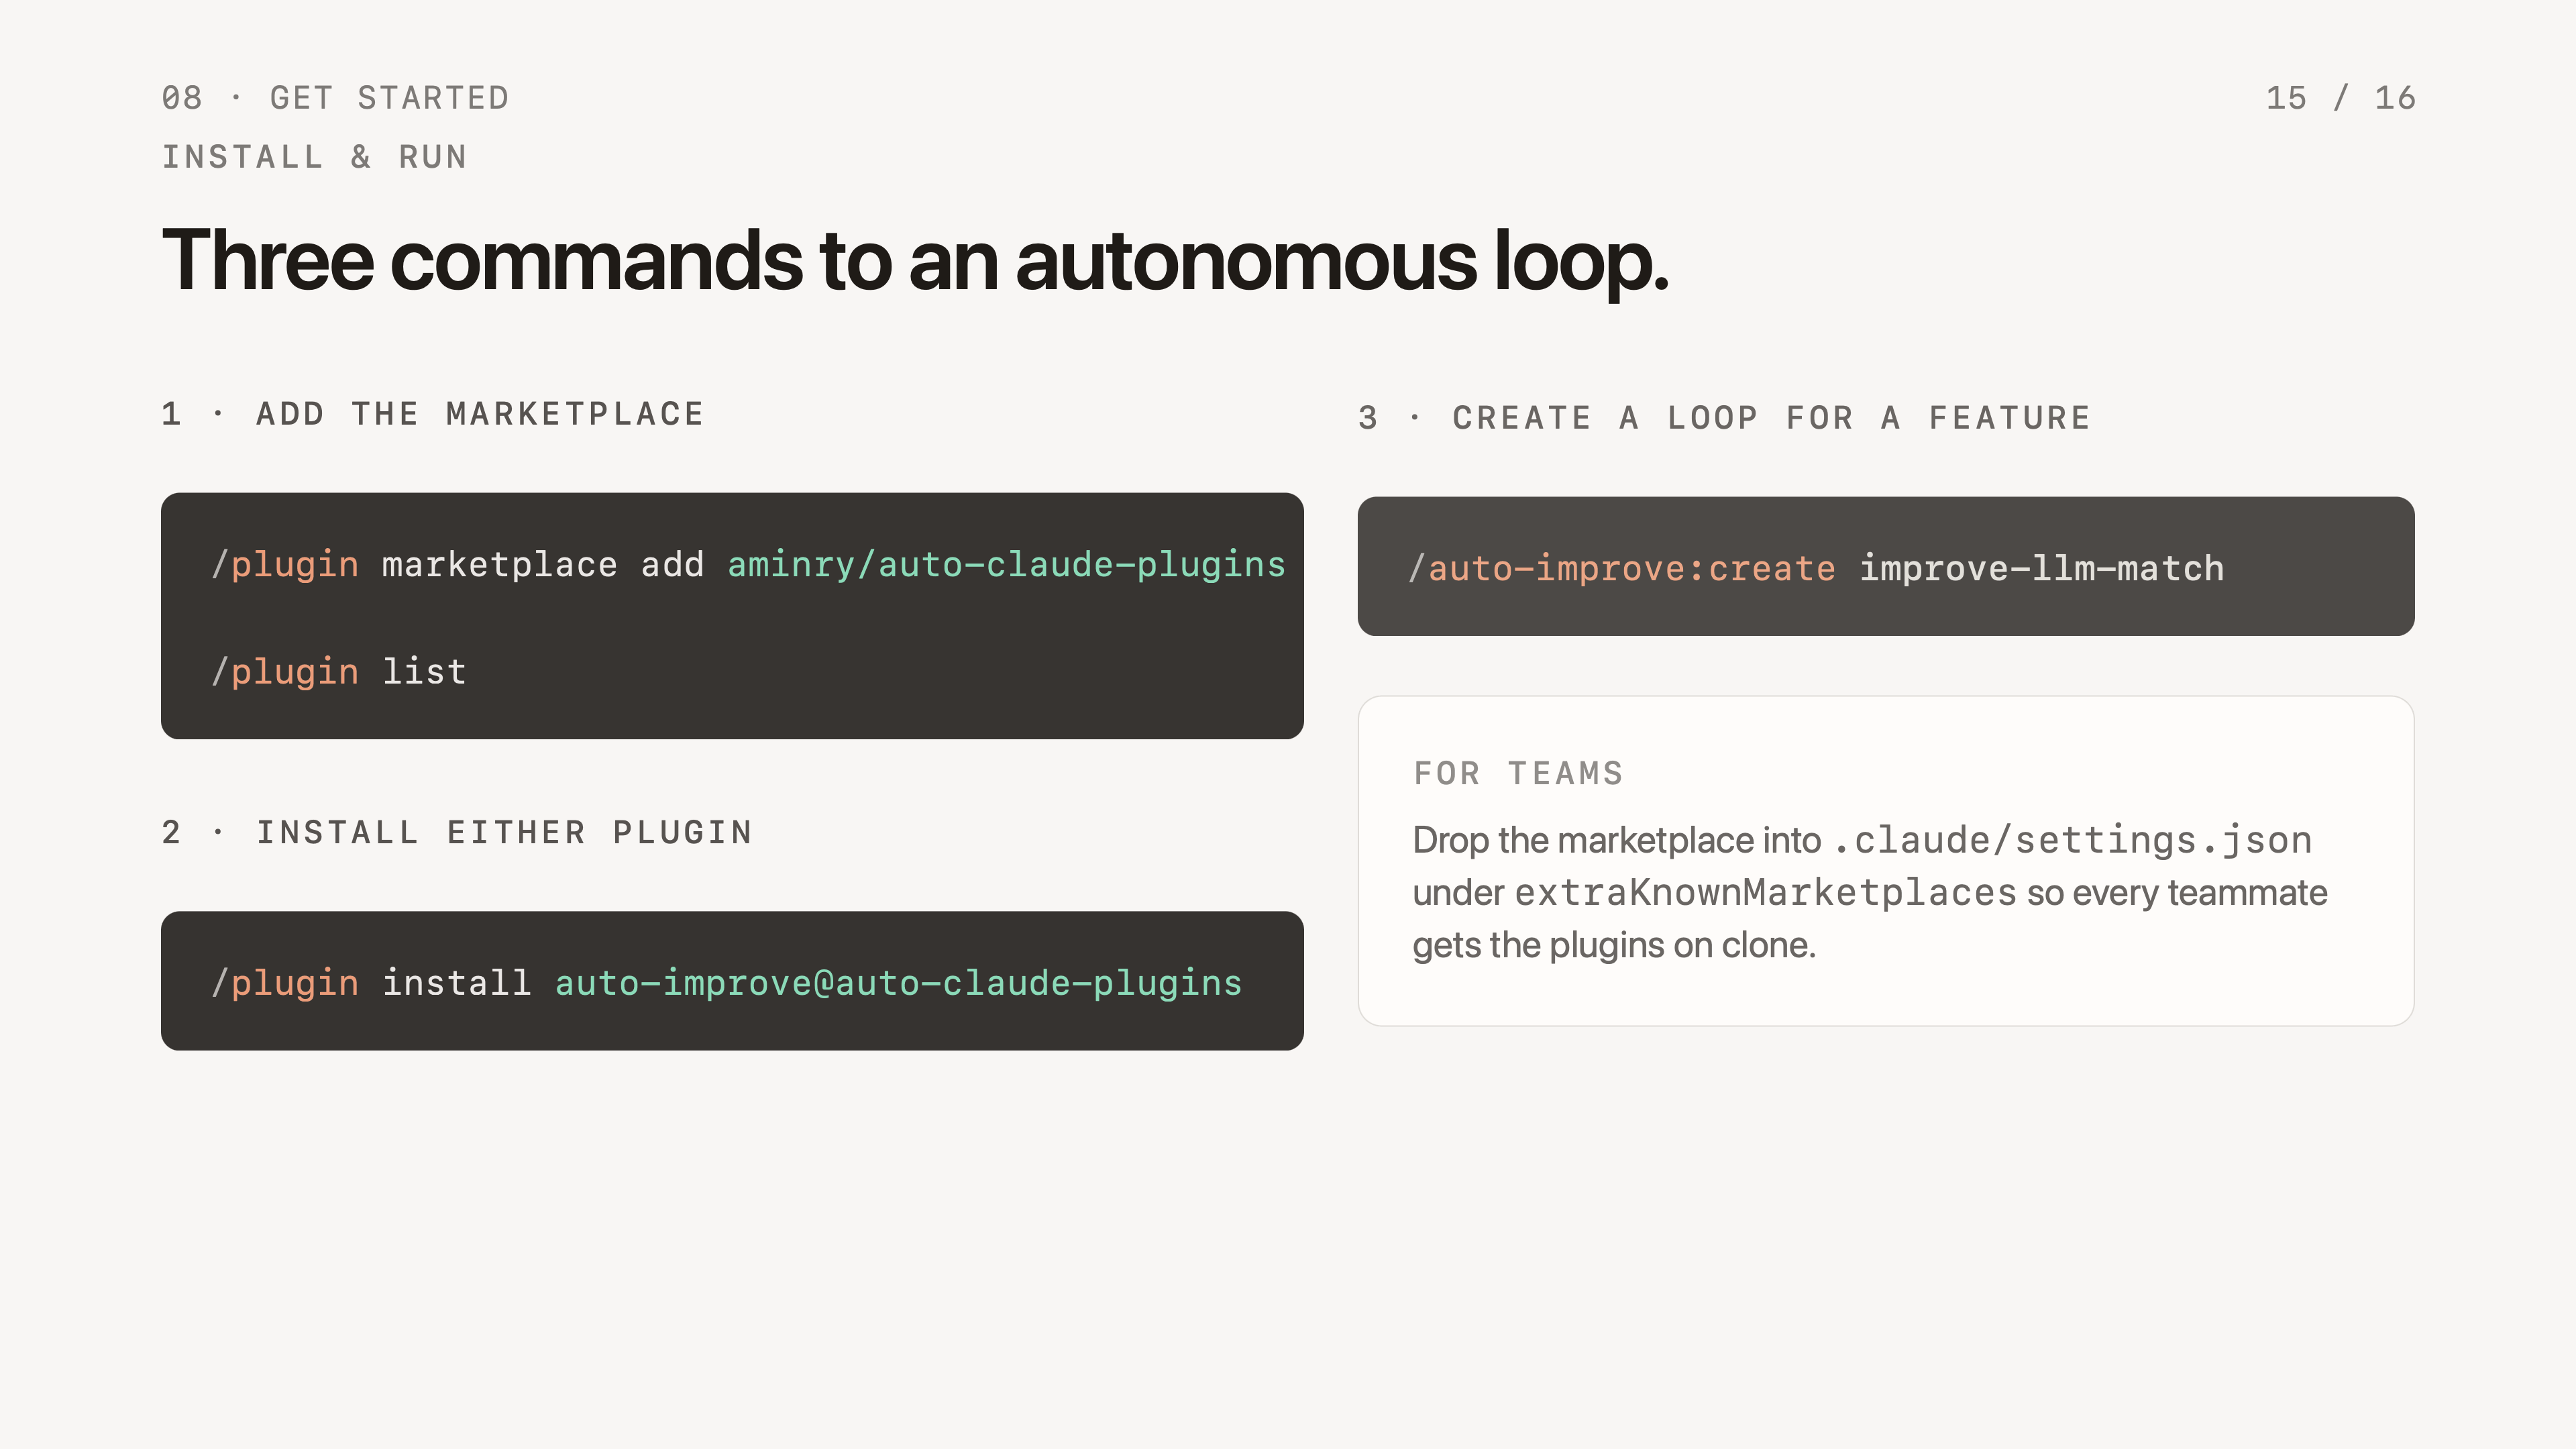 08 · GET STARTED
15 / 16
INSTALL & RUN
Three commands to an autonomous loop.
1 · ADD THE MARKETPLACE
/plugin marketplace add aminry/auto-claude-plugins
/plugin list
2 · INSTALL EITHER PLUGIN
/plugin install auto-improve@auto-claude-plugins
3 · CREATE A LOOP FOR A FEATURE
/auto-improve:create improve-llm-match
FOR TEAMS
Drop the marketplace into .claude/settings.json
under extraKnownMarketplaces so every teammate
gets the plugins on clone.